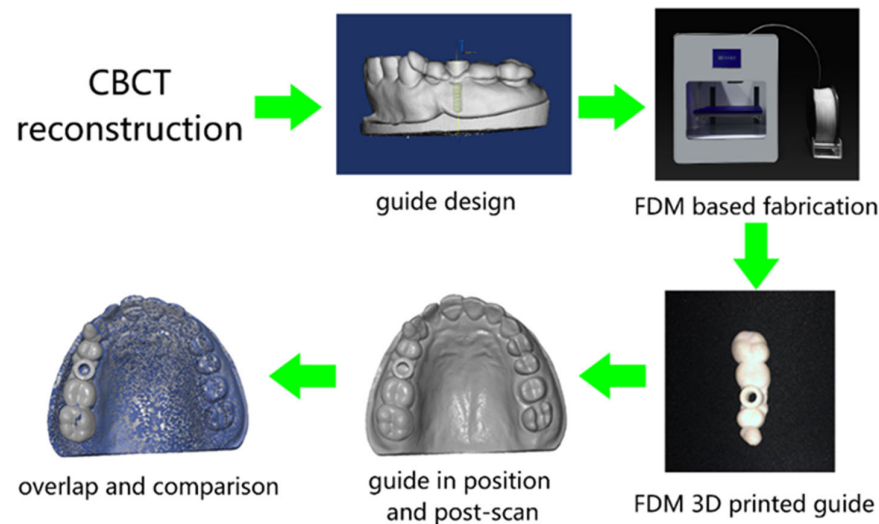 CBCT
reconstruction
guide design
FDM based fabrication
overlap and comparison
guide in position
and post-scan
FDM 3D printed guide